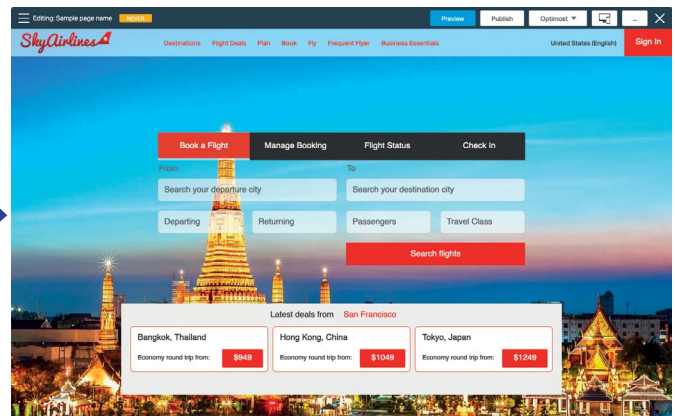 Editing: Sample page name NEVER Preview Publish Optimost ..
SkyAirlines Destinations Flight Deals Plan Book Fly Frequent Flyer Business Essentials United States (English) Sign In
Book a Flight Manage Booking Flight Status Check In
From To
Search your departure city Search your destination city
Departing Returning Passengers Travel Class
Search flights
Latest deals from San Francisco
Bangkok, Thailand Hong Kong, China Tokyo, Japan
Economy round trip from: $949 Economy round trip from: $1049 Economy round trip from: $1249